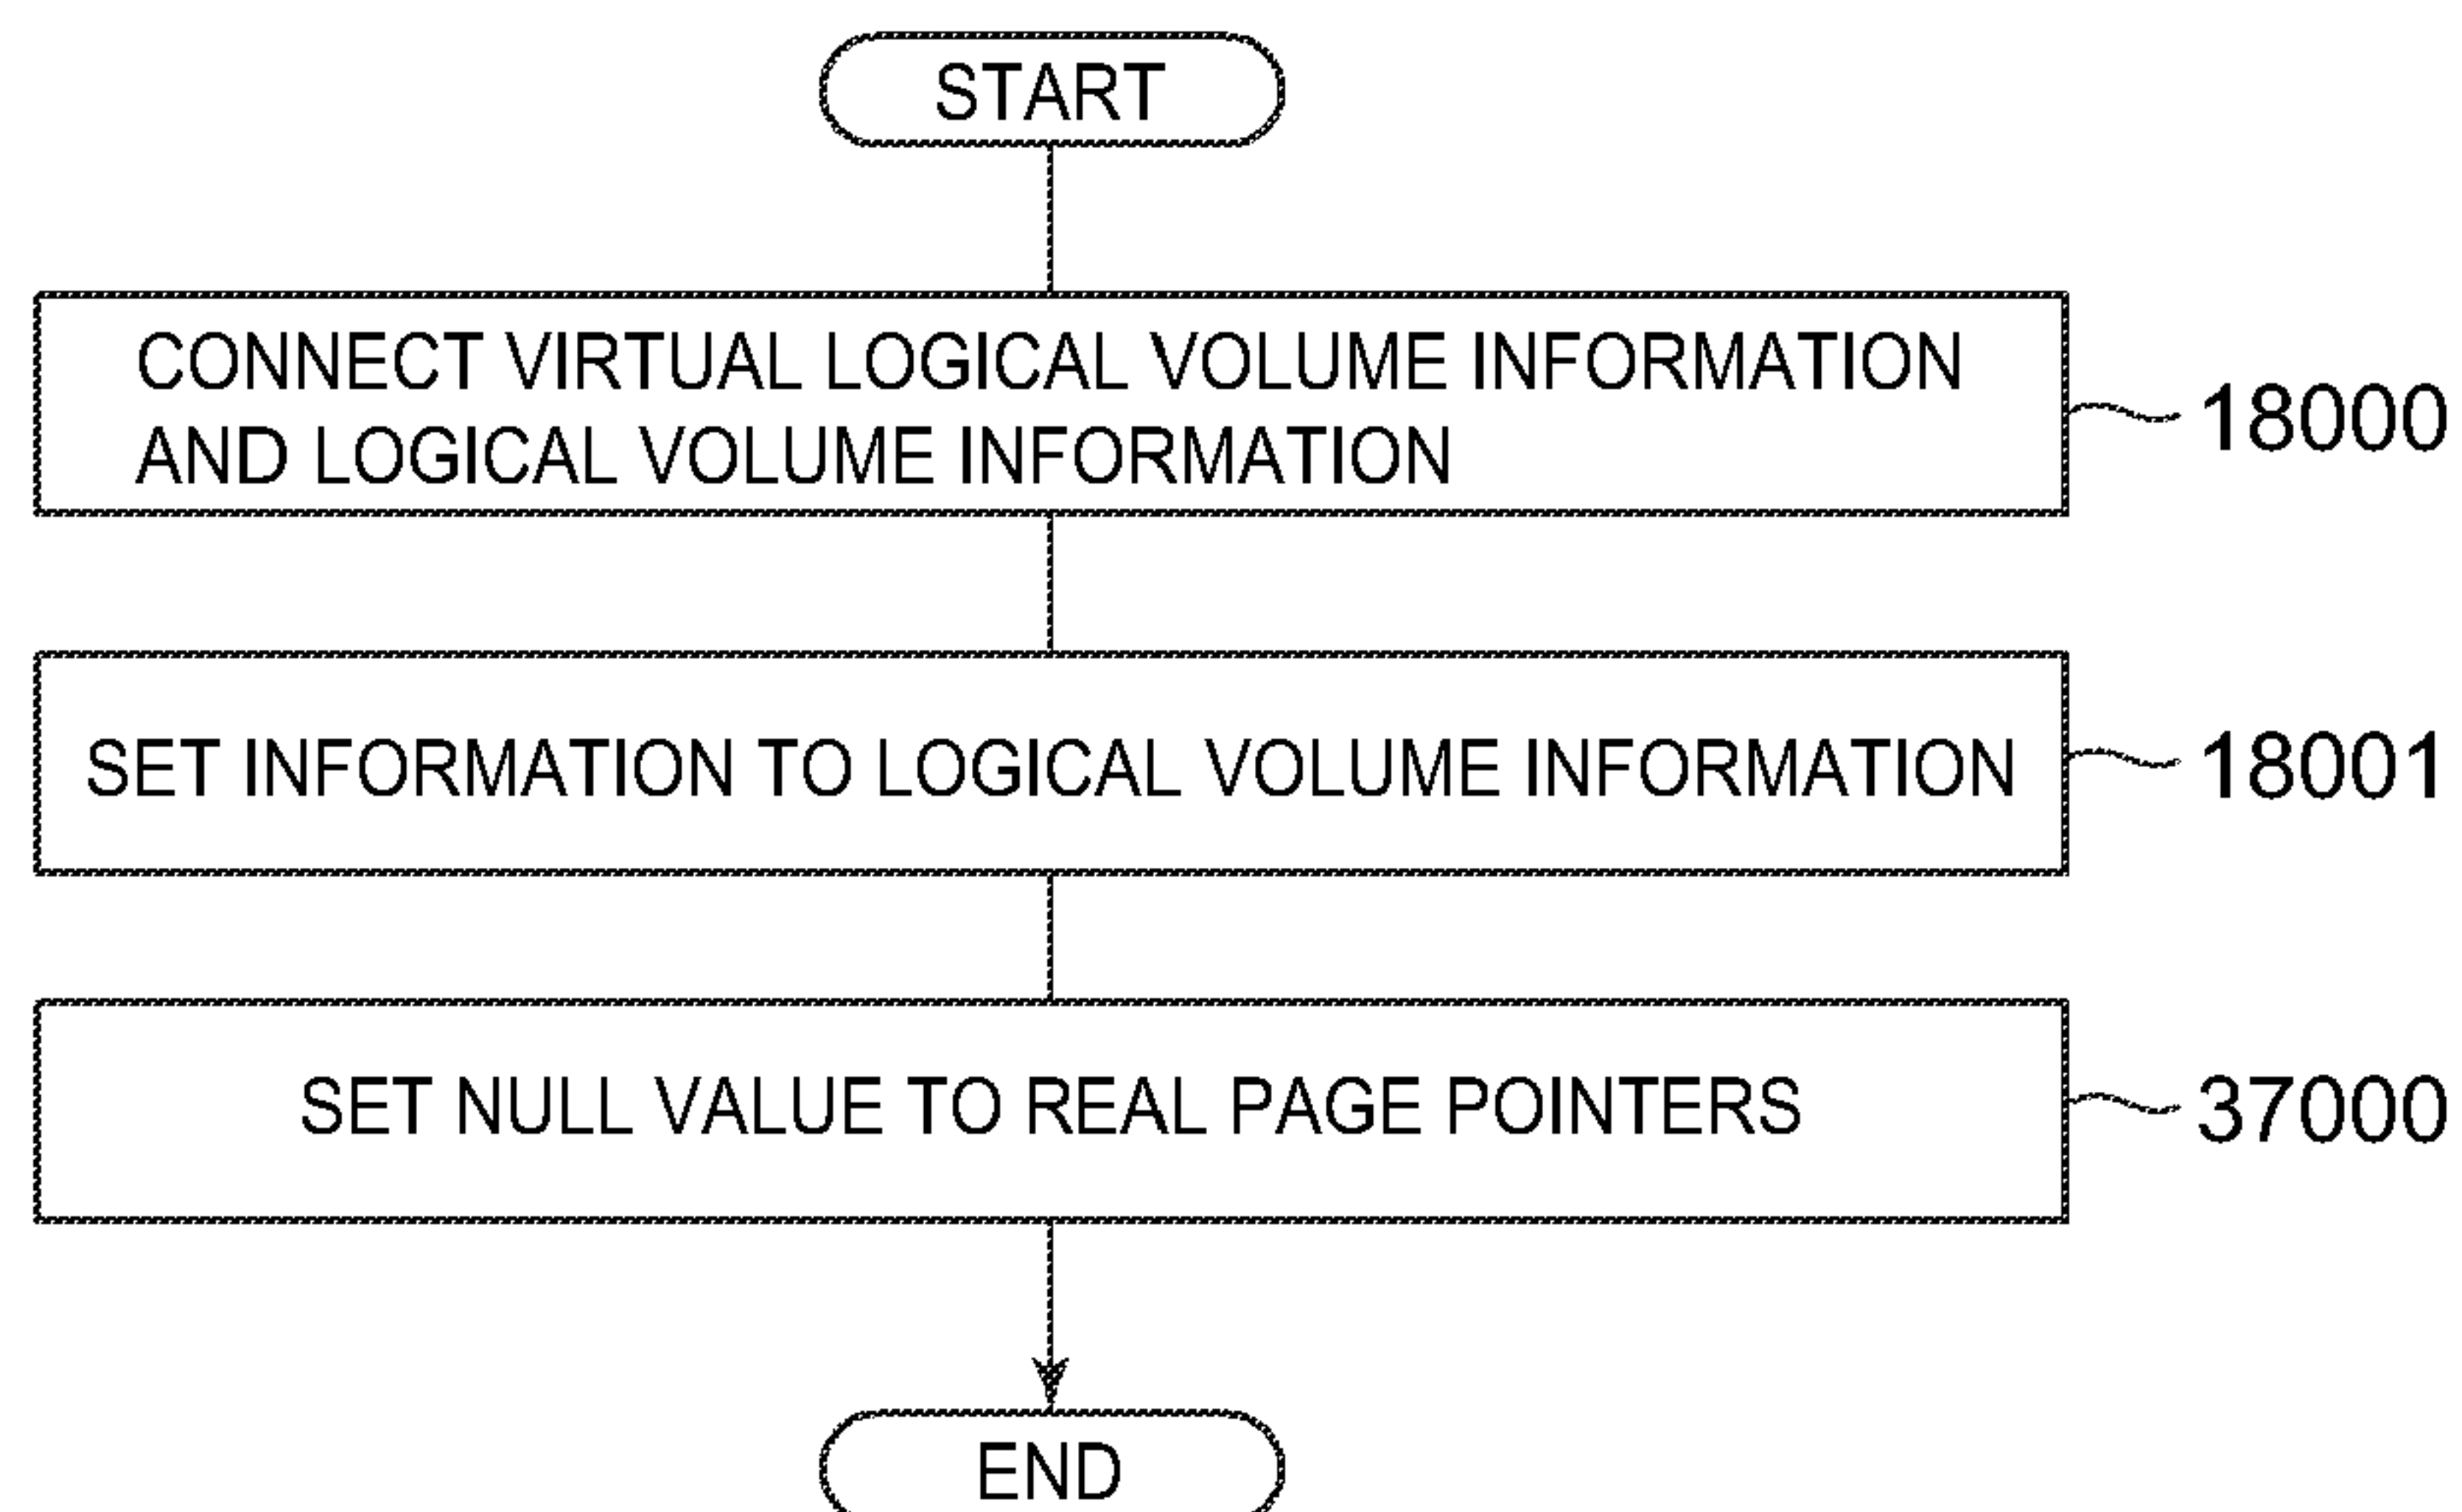 START
CONNECT VIRTUAL LOGICAL VOLUME INFORMATION
AND LOGICAL VOLUME INFORMATION
18000
SET INFORMATION TO LOGICAL VOLUME INFORMATION
18001
SET NULL VALUE TO REAL PAGE POINTERS
37000
END